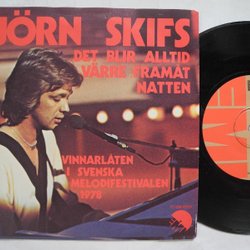 JÖRN SKIFS
DET BLIR ALLTID
VÄRRE FRAMÅT
NATTEN
VINNARLÅTEN
I SVENSKA
MELODIFESTIVALEN
1978
EMI